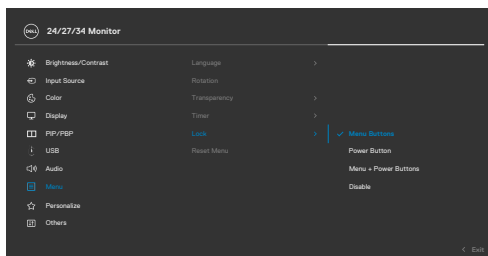 DELL 24/27/34 Monitor
Brightness/Contrast Language >
Input Source Rotation
Color Transparency >
Display Timer >
PIP/PBP Lock > ✓ Menu Buttons
USB Reset Menu Power Button
Audio Menu + Power Buttons
Menu Disable
Personalize
Others
< Exit